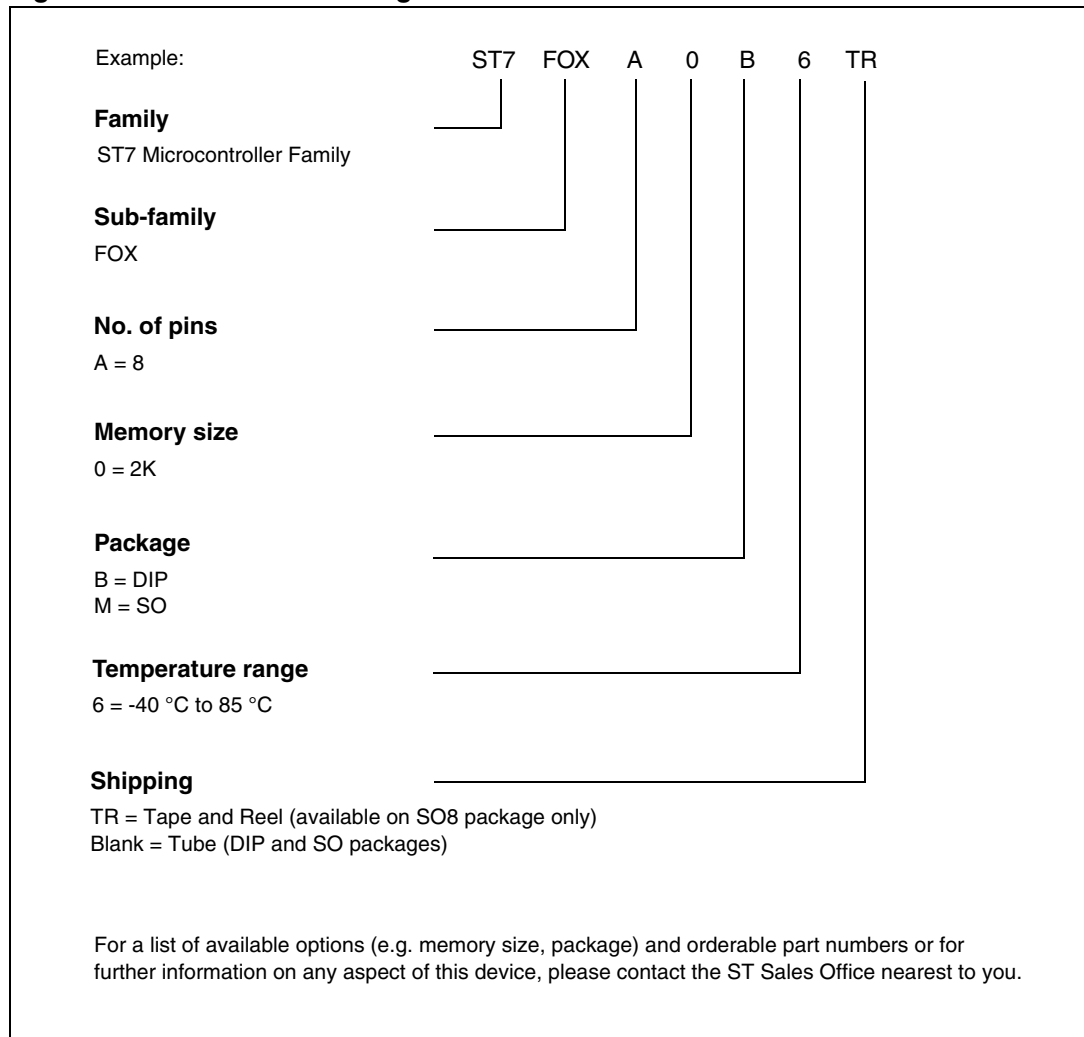 Example: ST7 FOX A 0 B 6 TR
Family
ST7 Microcontroller Family
Sub-family
FOX
No. of pins
A = 8
Memory size
0 = 2K
Package
B = DIP
M = SO
Temperature range
6 = -40 °C to 85 °C
Shipping
TR = Tape and Reel (available on SO8 package only)
Blank = Tube (DIP and SO packages)
For a list of available options (e.g. memory size, package) and orderable part numbers or for
further information on any aspect of this device, please contact the ST Sales Office nearest to you.